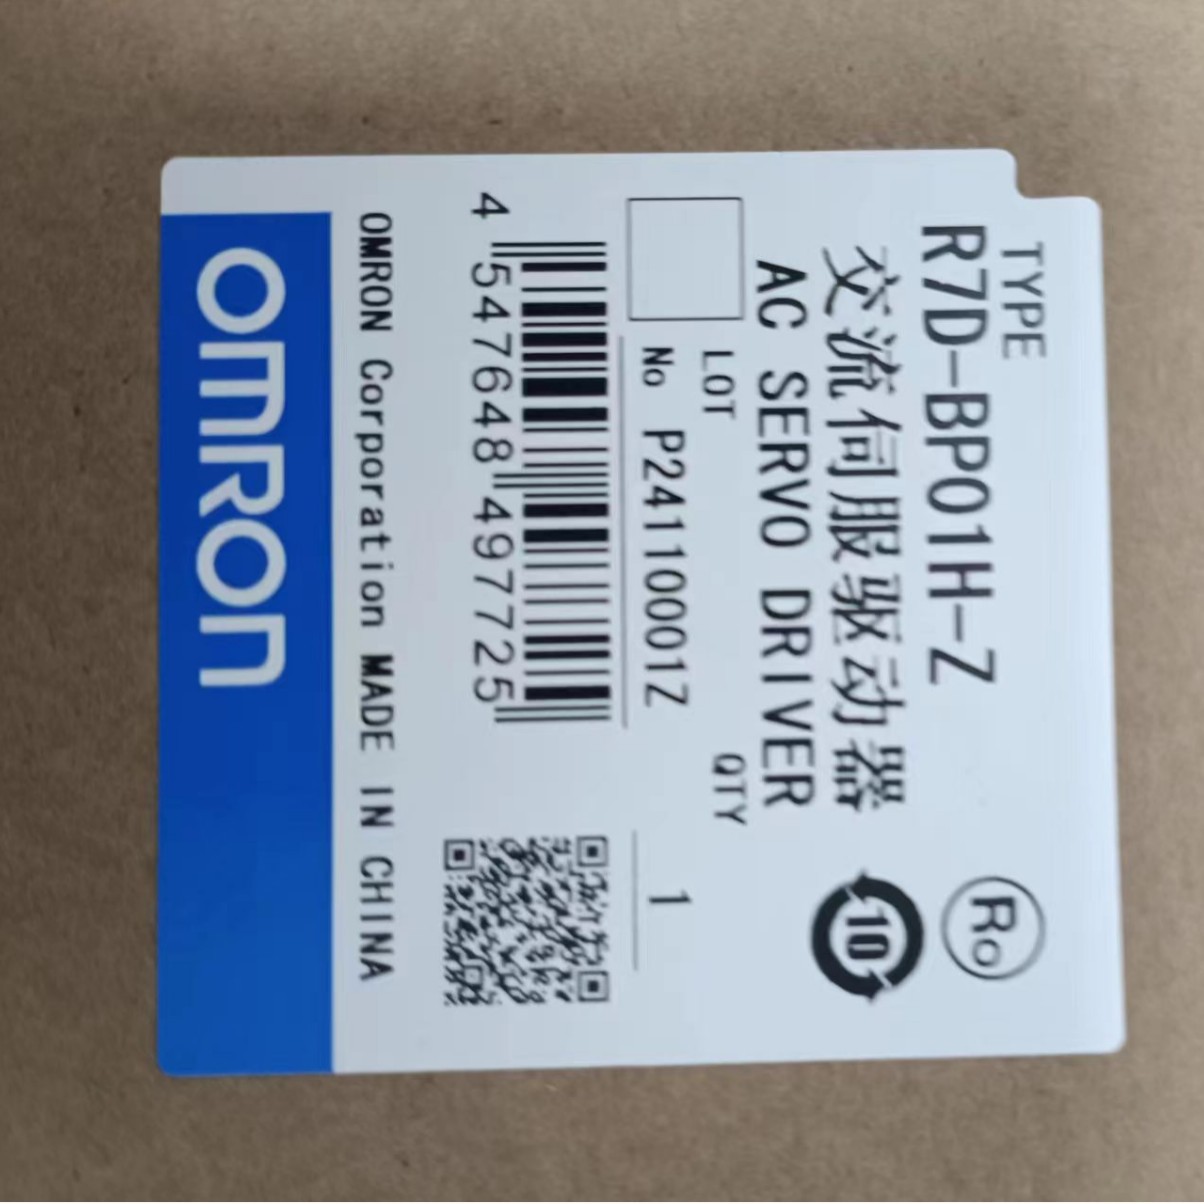 TYPE
R7D-BP01H-Z
交流伺服驱动器
AC SERVO DRIVER
Ro
10
LOT
No P24110001Z
QTY
1
4 547648 497725
OMRON Corporation MADE IN CHINA
OMRON